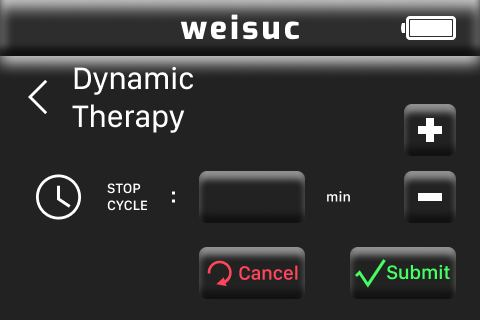 weisuc
Dynamic
Therapy
STOP
CYCLE : min
Cancel Submit